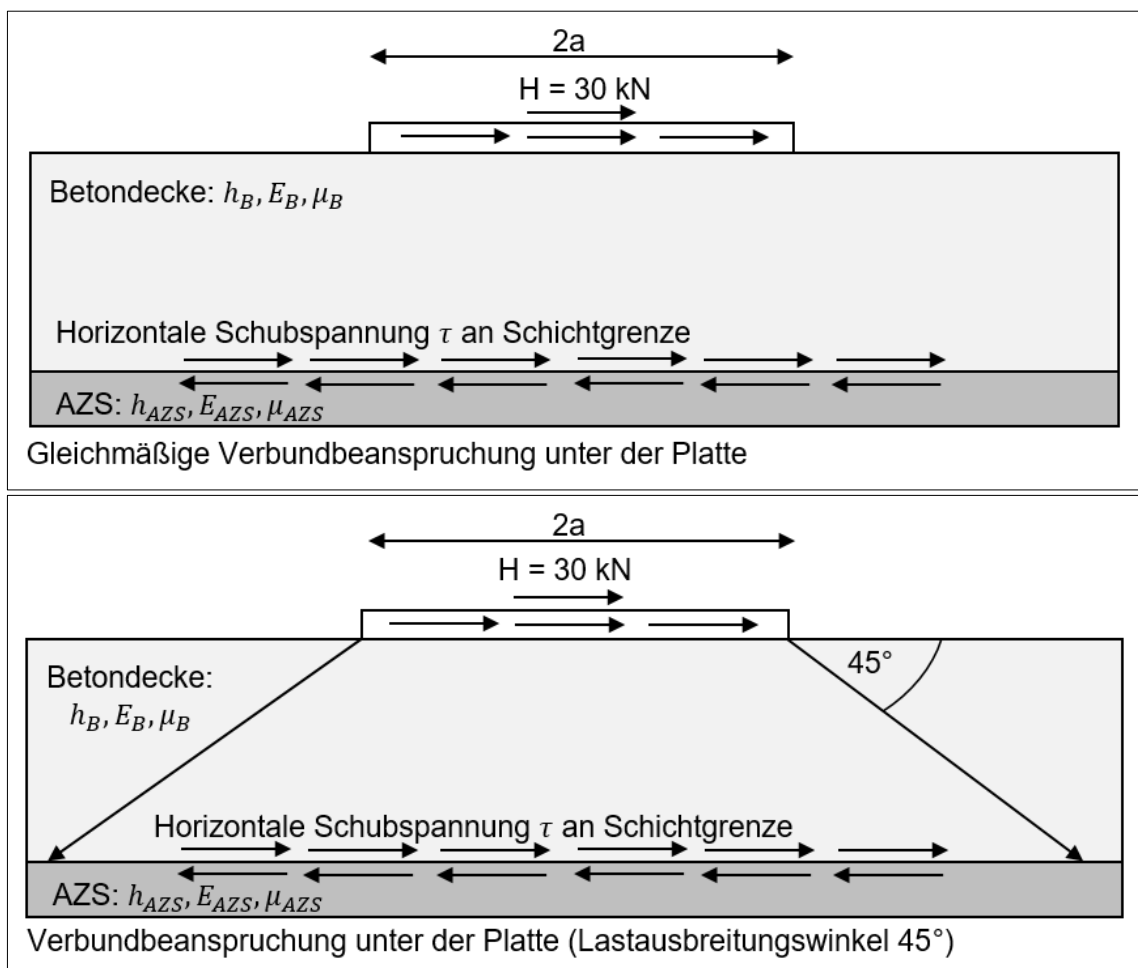 2a
H = 30 kN
Betondecke: h_B, E_B, μ_B
Horizontale Schubspannung τ an Schichtgrenze
AZS: h_AZS, E_AZS, μ_AZS
Gleichmäßige Verbundbeanspruchung unter der Platte
2a
H = 30 kN
45°
Betondecke:
h_B, E_B, μ_B
Horizontale Schubspannung τ an Schichtgrenze
AZS: h_AZS, E_AZS, μ_AZS
Verbundbeanspruchung unter der Platte (Lastausbreitungswinkel 45°)